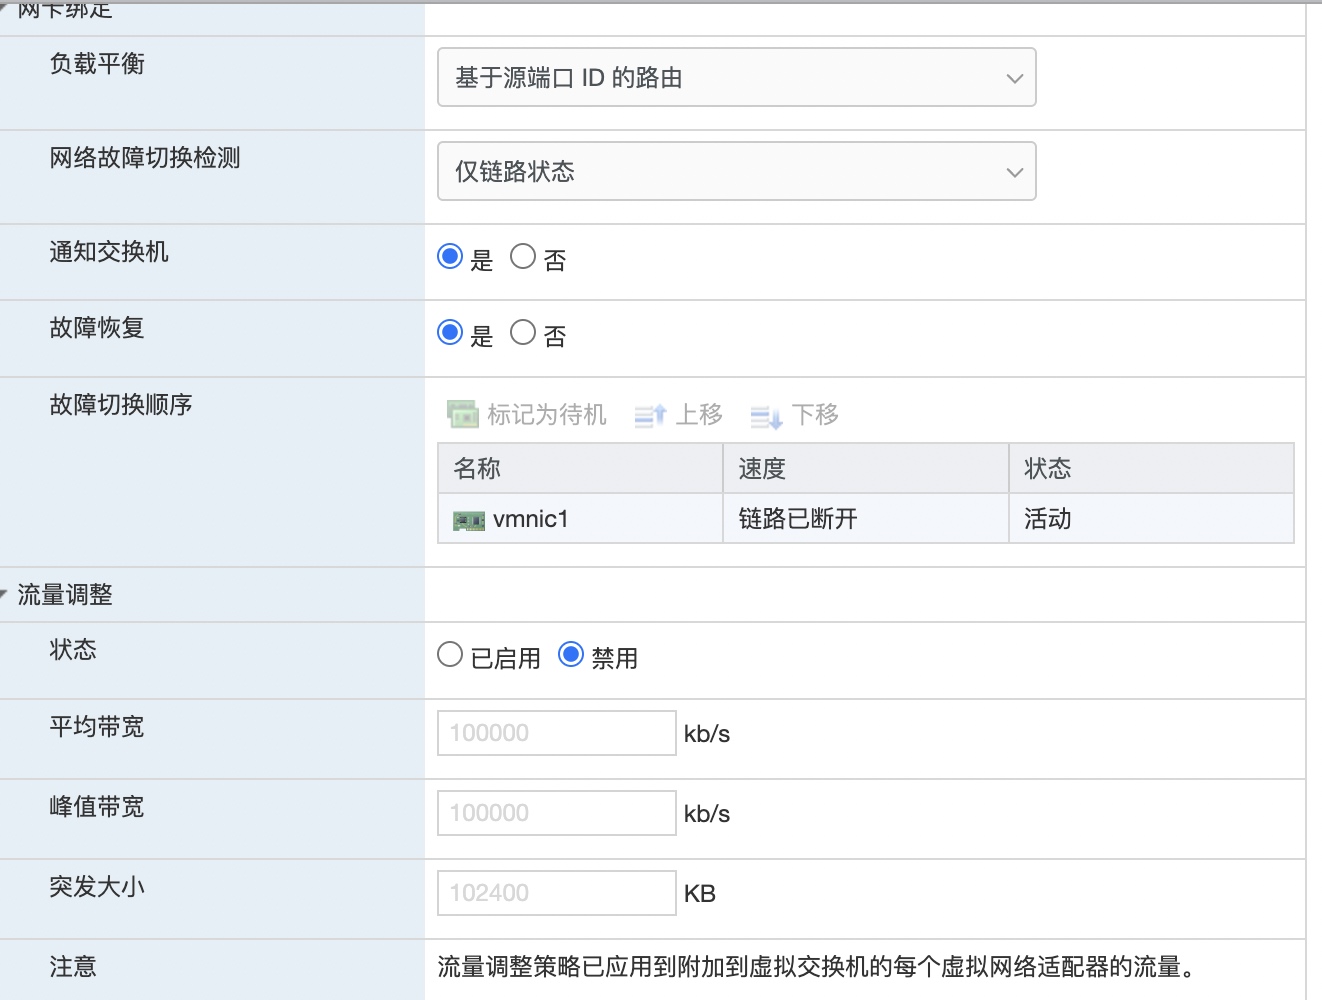 网卡绑定
负载平衡
基于源端口 ID 的路由
网络故障切换检测
仅链路状态
通知交换机
是 否
故障恢复
是 否
故障切换顺序
标记为待机 上移 下移
名称 速度 状态
vmnic1 链路已断开 活动
流量调整
状态
已启用 禁用
平均带宽
100000 kb/s
峰值带宽
100000 kb/s
突发大小
102400 KB
注意
流量调整策略已应用到附加到虚拟交换机的每个虚拟网络适配器的流量。